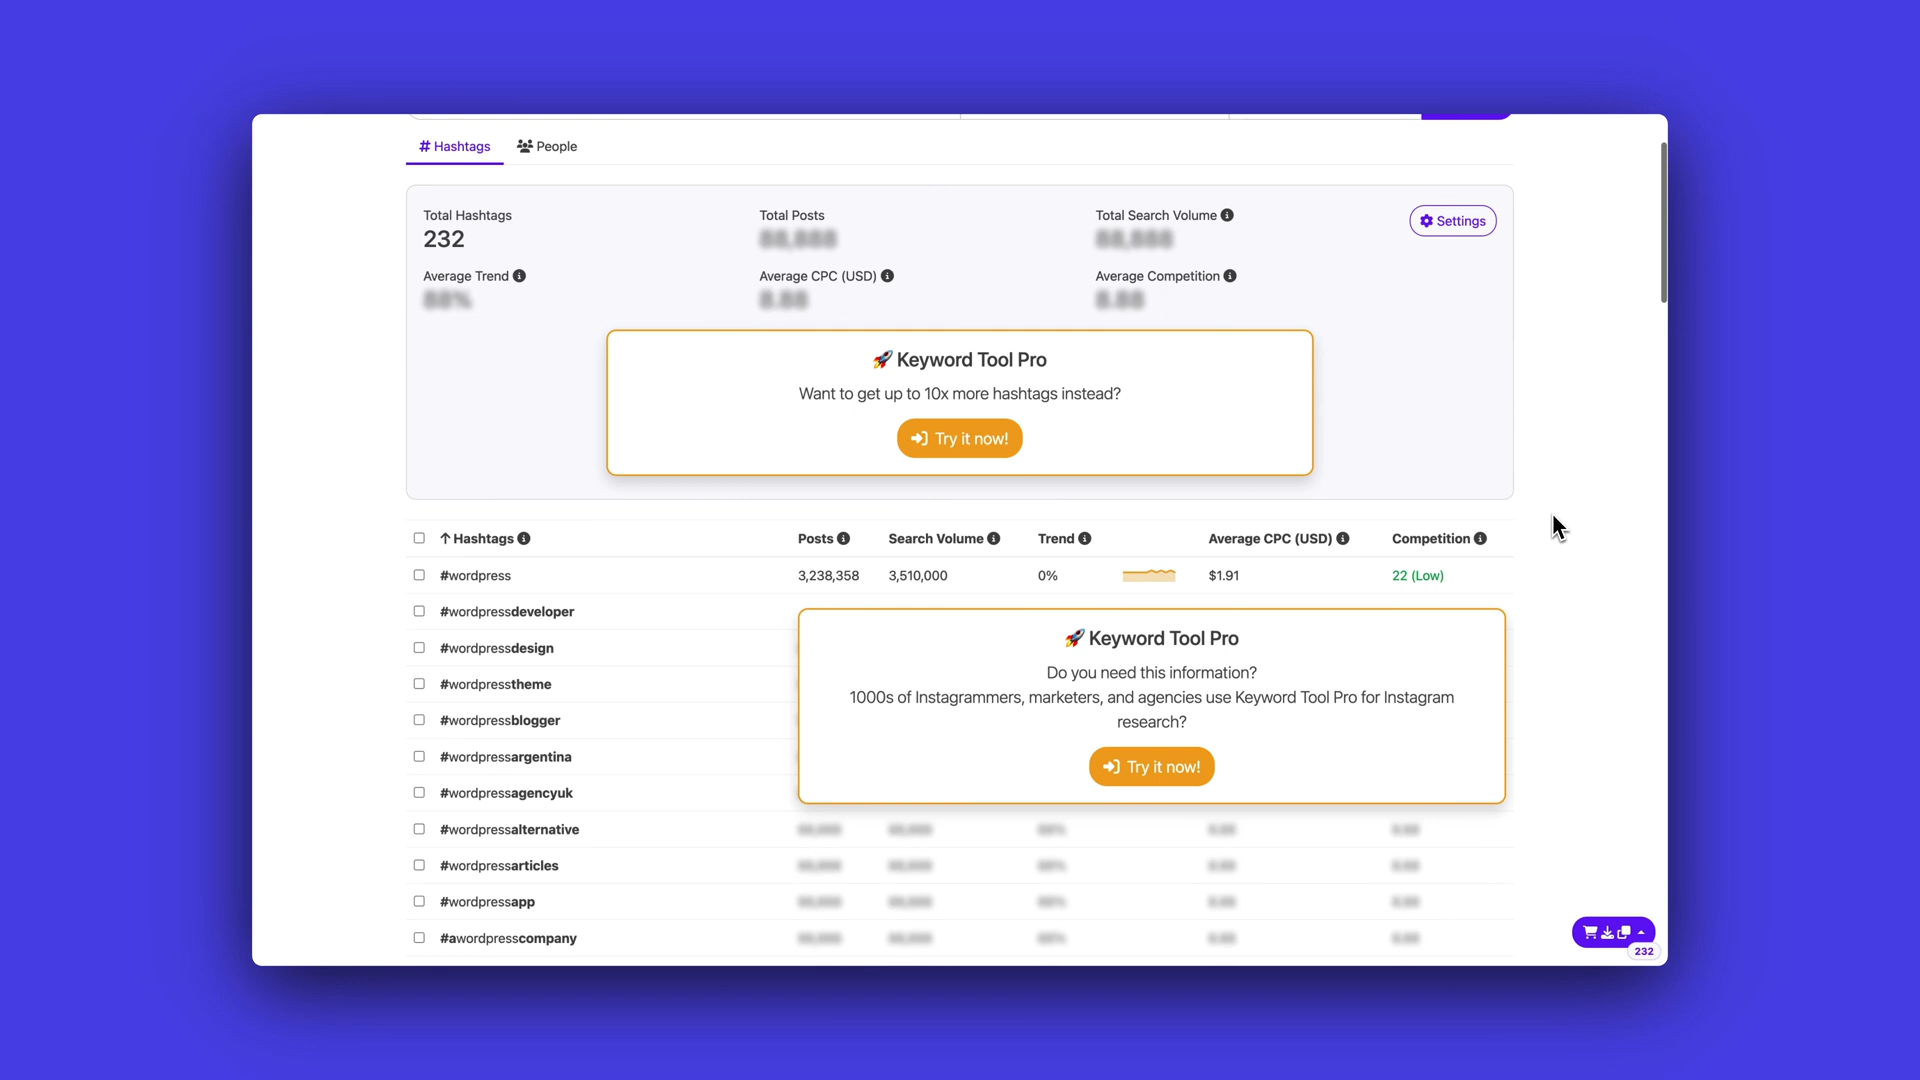 # Hashtags People
Total Hashtags Total Posts Total Search Volume
232
Settings
Average Trend Average CPC (USD) Average Competition
🚀 Keyword Tool Pro
Want to get up to 10x more hashtags instead?
Try it now!
↑ Hashtags Posts Search Volume Trend Average CPC (USD) Competition
#wordpress 3,238,358 3,510,000 0% $1.91 22 (Low)
#wordpressdeveloper
#wordpressdesign
#wordpresstheme
#wordpressblogger
#wordpressargentina
#wordpressagencyuk
🚀 Keyword Tool Pro
Do you need this information?
1000s of Instagrammers, marketers, and agencies use Keyword Tool Pro for Instagram
research?
Try it now!
#wordpressalternative
#wordpressarticles
#wordpressapp
#awordpresscompany
232